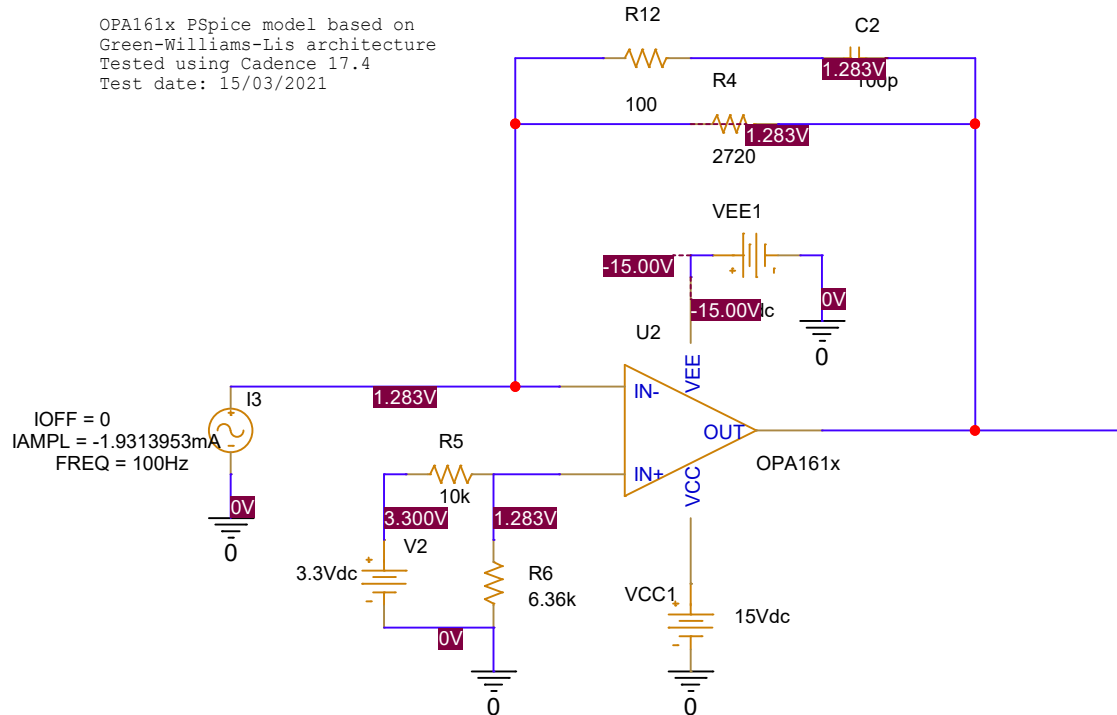 OPA161x PSpice model based on
Green-Williams-Lis architecture
Tested using Cadence 17.4
Test date: 15/03/2021
R12
C2
1.283V
100p
100
R4
1.283V
2720
VEE1
-15.00V
+
-15.00V
0V
0
U2
VEE
1.283V
I3
IN-
IOFF = 0
IAMPL = -1.9313953mA
FREQ = 100Hz
+
-
R5
OUT
OPA161x
IN+
VCC
10k
0V
0
3.300V
1.283V
V2
+
3.3Vdc
-
R6
6.36k
VCC1
+
15Vdc
-
0V
0
0